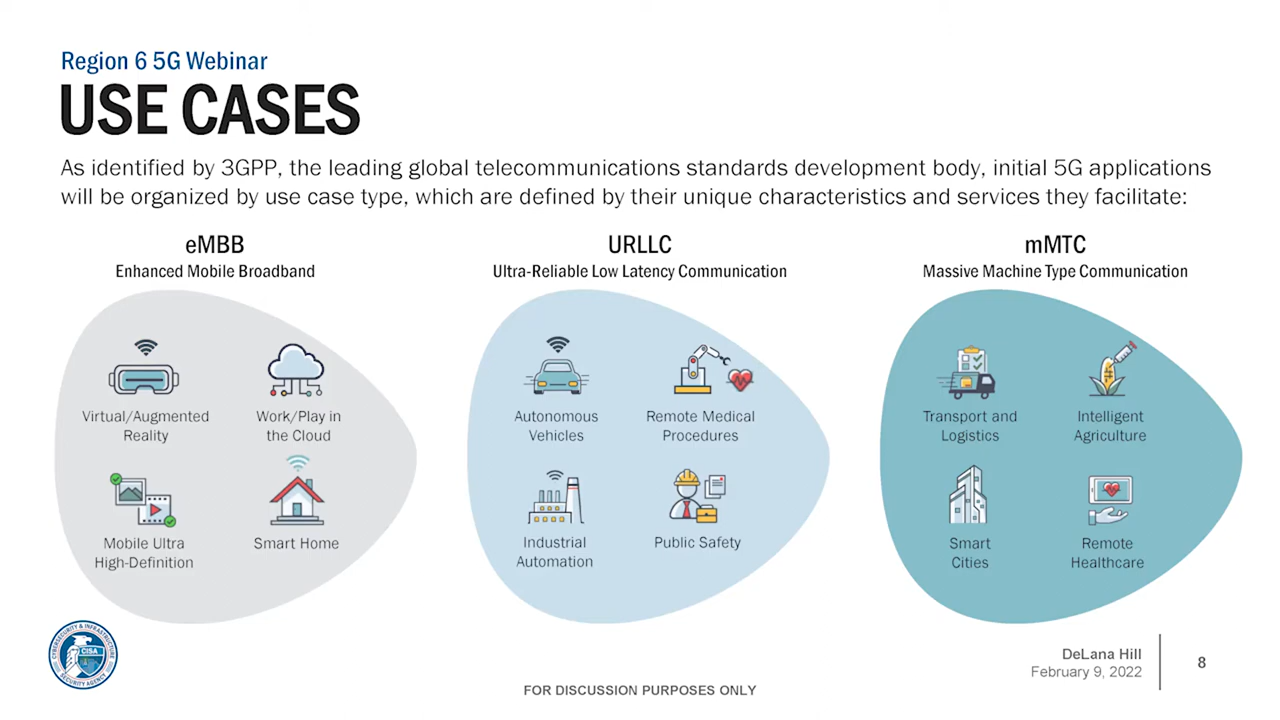 Region 6 5G Webinar
USE CASES
As identified by 3GPP, the leading global telecommunications standards development body, initial 5G applications
will be organized by use case type, which are defined by their unique characteristics and services they facilitate:
eMBB
Enhanced Mobile Broadband
Virtual/Augmented
Reality
Work/Play in
the Cloud
Mobile Ultra
High-Definition
Smart Home
URLLC
Ultra-Reliable Low Latency Communication
Autonomous
Vehicles
Remote Medical
Procedures
Industrial
Automation
Public Safety
mMTC
Massive Machine Type Communication
Transport and
Logistics
Intelligent
Agriculture
Smart
Cities
Remote
Healthcare
CYBERSECURITY & INFRASTRUCTURE
CISA
SECURITY AGENCY
DeLana Hill
February 9, 2022
8
FOR DISCUSSION PURPOSES ONLY